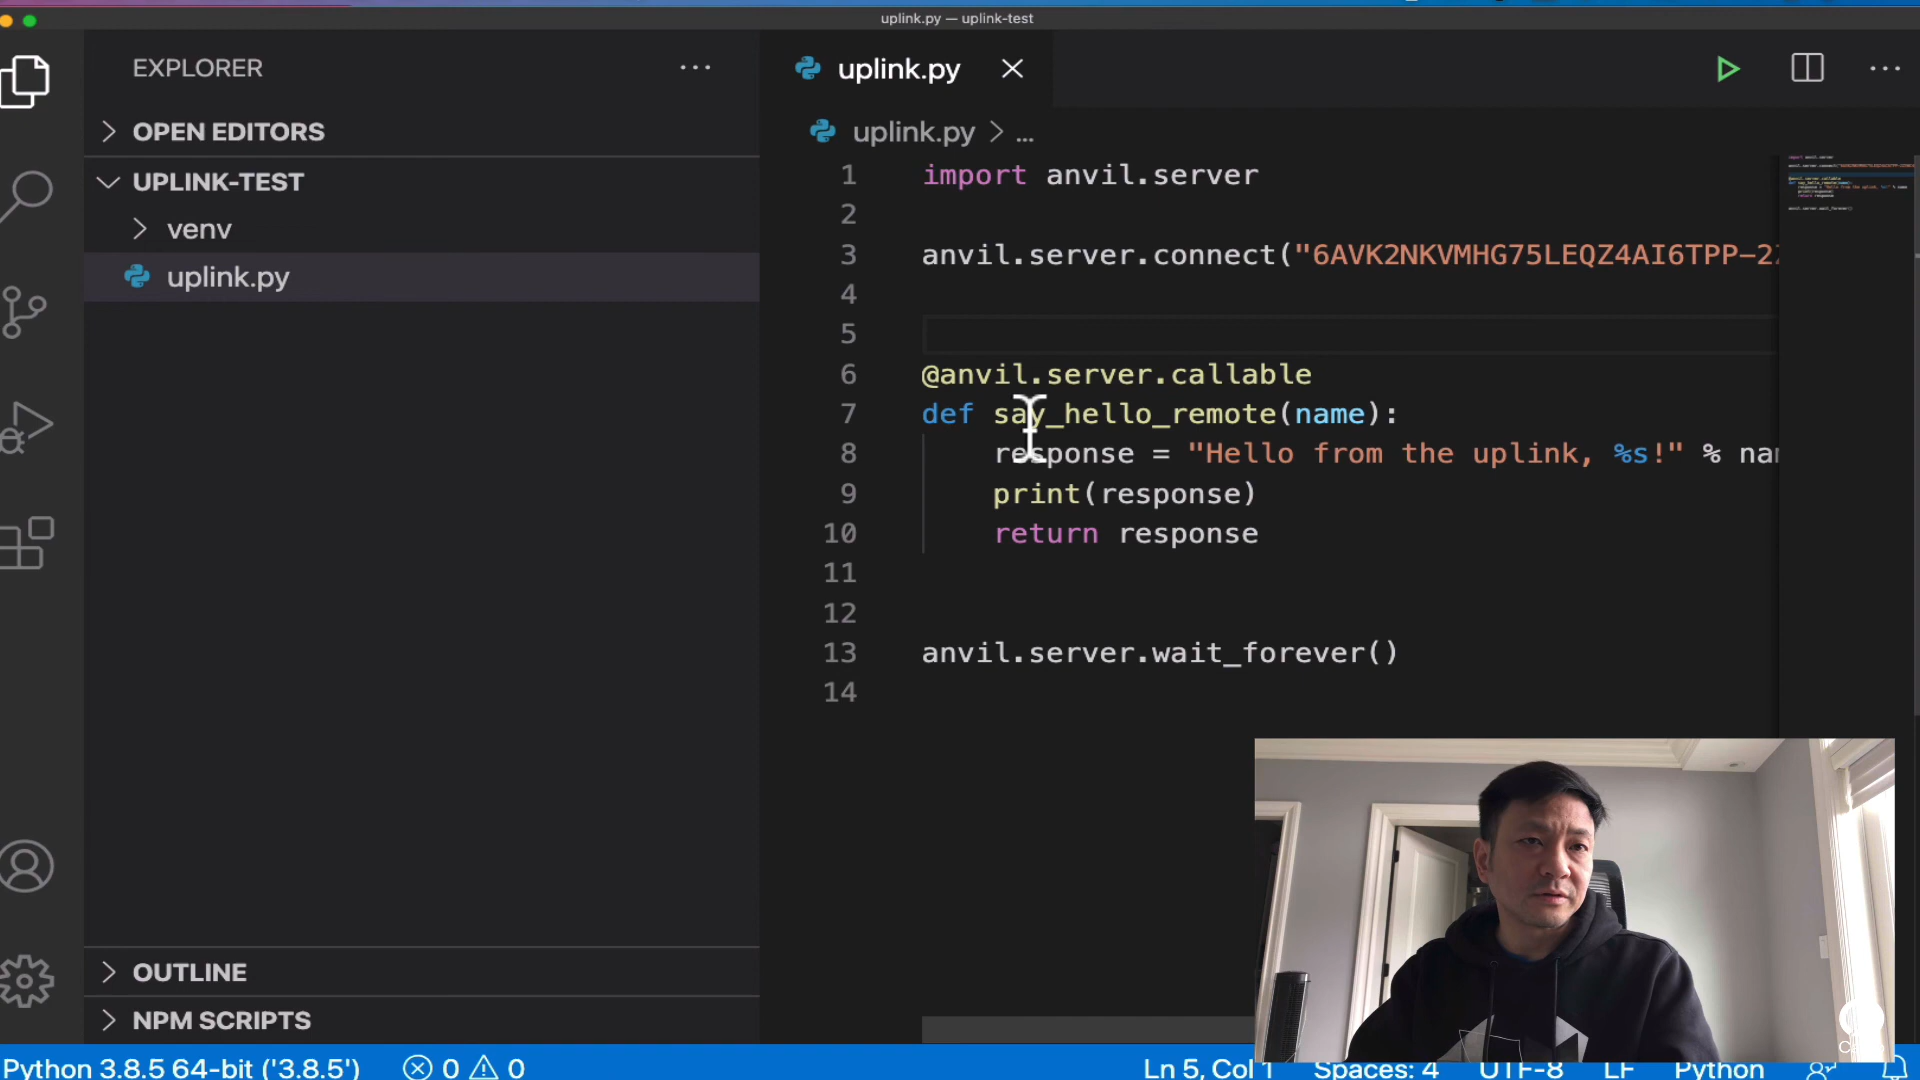 uplink.py — uplink-test
EXPLORER
OPEN EDITORS
UPLINK-TEST
venv
uplink.py
OUTLINE
NPM SCRIPTS
uplink.py
uplink.py > ...
1 import anvil.server
2
3 anvil.server.connect("6AVK2NKVMHG75LEQZ4AI6TPP-22
4
5
6 @anvil.server.callable
7 def say_hello_remote(name):
8 response = "Hello from the uplink, %s!" % nam
9 print(response)
10 return response
11
12
13 anvil.server.wait_forever()
14
Python 3.8.5 64-bit ('3.8.5') 0 0 Ln 5, Col 1 Spaces: 4 UTF-8 LF Python